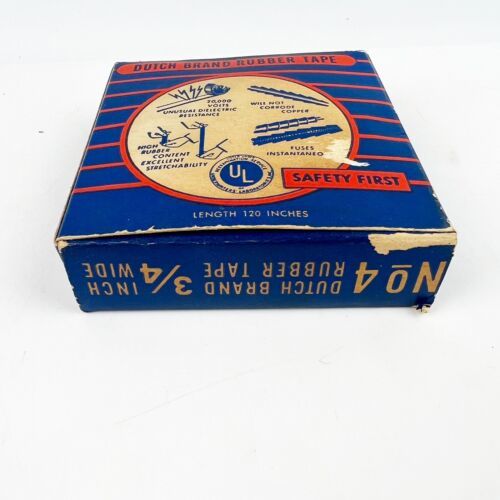 DUTCH BRAND RUBBER TAPE
20,000
VOLTS
UNUSUAL DIELECTRIC
RESISTANCE
WILL NOT
CORRODE
COPPER
HIGH
RUBBER
CONTENT
EXCELLENT
STRETCHABILITY
FUSES
INSTANTANEO
UL
SAFETY FIRST
LENGTH 120 INCHES
No 4
DUTCH BRAND
RUBBER TAPE
3/4
INCH
WIDE